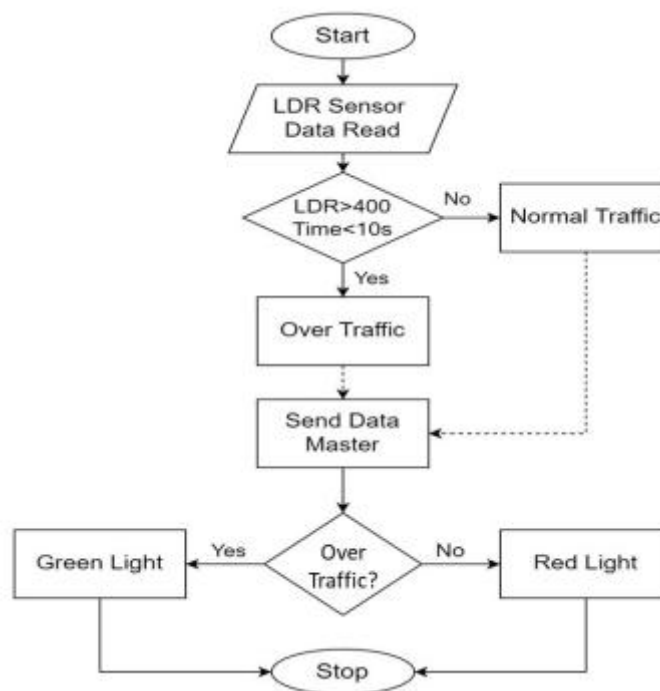 Start
LDR Sensor
Data Read
LDR>400
Time<10s
No
Normal Traffic
Yes
Over Traffic
Send Data
Master
Over
Traffic?
Yes
Green Light
No
Red Light
Stop